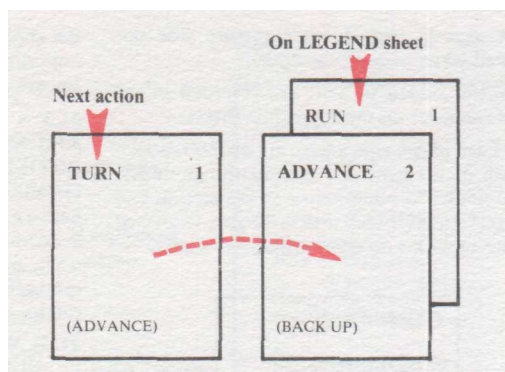 On LEGEND sheet
Next action
RUN 1
TURN 1
ADVANCE 2
(ADVANCE)
(BACK UP)